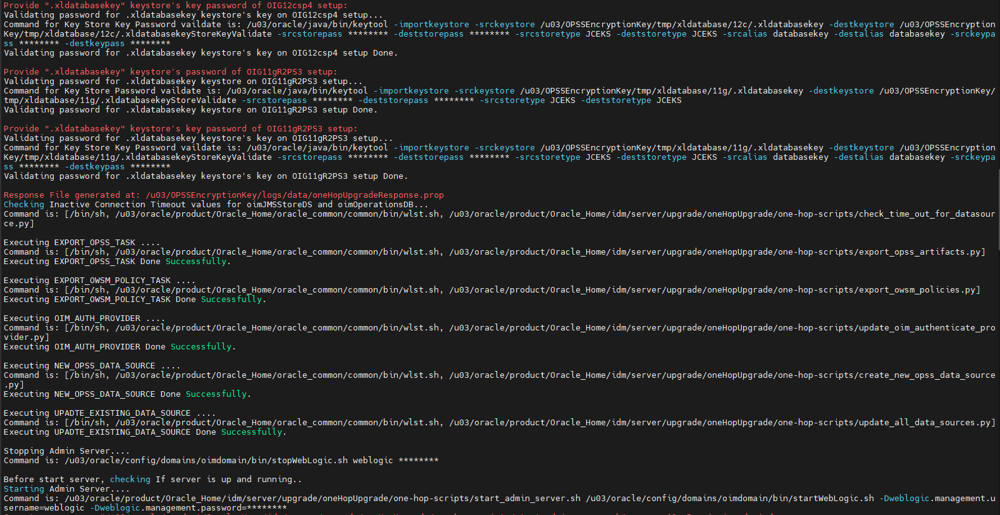 Provide ".xldatabasekey" keystore's key password of OIG12csp4 setup:
Validating password for .xldatabasekey keystore's key on OIG12csp4 setup...
Command for Key Store Key Password vaildate is: /u03/oracle/java/bin/keytool -importkeystore -srckeystore /u03/OPSSEncryptionKey/tmp/xldatabase/12c/.xldatabasekey -destkeystore /u03/OPSSEncryption
Key/tmp/xldatabase/12c/.xldatabasekeyStoreKeyValidate -srcstorepass ******** -deststorepass ******** -srcstoretype JCEKS -deststoretype JCEKS -srcalias databasekey -destalias databasekey -srckeypa
ss ******** -destkeypass ********
Validating password for .xldatabasekey keystore's key on OIG12csp4 setup Done.
Provide ".xldatabasekey" keystore's password of OIG11gR2PS3 setup:
Validating password for .xldatabasekey keystore on OIG11gR2PS3 setup...
Command for Key Store Password vaildate is: /u03/oracle/java/bin/keytool -importkeystore -srckeystore /u03/OPSSEncryptionKey/tmp/xldatabase/11g/.xldatabasekey -destkeystore /u03/OPSSEncryptionKey/
tmp/xldatabase/11g/.xldatabasekeyStoreValidate -srcstorepass ******** -deststorepass ******** -srcstoretype JCEKS -deststoretype JCEKS
Validating password for .xldatabasekey keystore on OIG11gR2PS3 setup Done.
Provide ".xldatabasekey" keystore's key password of OIG11gR2PS3 setup:
Validating password for .xldatabasekey keystore's key on OIG11gR2PS3 setup...
Command for Key Store Key Password vaildate is: /u03/oracle/java/bin/keytool -importkeystore -srckeystore /u03/OPSSEncryptionKey/tmp/xldatabase/11g/.xldatabasekey -destkeystore /u03/OPSSEncryption
Key/tmp/xldatabase/11g/.xldatabasekeyStoreKeyValidate -srcstorepass ******** -deststorepass ******** -srcstoretype JCEKS -deststoretype JCEKS -srcalias databasekey -destalias databasekey -srckeypa
ss ******** -destkeypass ********
Validating password for .xldatabasekey keystore's key on OIG11gR2PS3 setup Done.
Response File generated at: /u03/OPSSEncryptionKey/logs/data/oneHopUpgradeResponse.prop
Checking Inactive Connection Timeout values for oimJMSStoreDS and oimOperationsDB...
Command is: [/bin/sh, /u03/oracle/product/Oracle_Home/oracle_common/common/bin/wlst.sh, /u03/oracle/product/Oracle_Home/idm/server/upgrade/oneHopUpgrade/one-hop-scripts/check_time_out_for_datasour
ce.py]
Executing EXPORT_OPSS_TASK ....
Command is: [/bin/sh, /u03/oracle/product/Oracle_Home/oracle_common/common/bin/wlst.sh, /u03/oracle/product/Oracle_Home/idm/server/upgrade/oneHopUpgrade/one-hop-scripts/export_opss_artifacts.py]
Executing EXPORT_OPSS_TASK Done Successfully.
Executing EXPORT_OWSM_POLICY_TASK ....
Command is: [/bin/sh, /u03/oracle/product/Oracle_Home/oracle_common/common/bin/wlst.sh, /u03/oracle/product/Oracle_Home/idm/server/upgrade/oneHopUpgrade/one-hop-scripts/export_owsm_policies.py]
Executing EXPORT_OWSM_POLICY_TASK Done Successfully.
Executing OIM_AUTH_PROVIDER ....
Command is: [/bin/sh, /u03/oracle/product/Oracle_Home/oracle_common/common/bin/wlst.sh, /u03/oracle/product/Oracle_Home/idm/server/upgrade/oneHopUpgrade/one-hop-scripts/update_oim_authenticate_pro
vider.py]
Executing OIM_AUTH_PROVIDER Done Successfully.
Executing NEW_OPSS_DATA_SOURCE ....
Command is: [/bin/sh, /u03/oracle/product/Oracle_Home/oracle_common/common/bin/wlst.sh, /u03/oracle/product/Oracle_Home/idm/server/upgrade/oneHopUpgrade/one-hop-scripts/create_new_opss_data_source
.py]
Executing NEW_OPSS_DATA_SOURCE Done Successfully.
Executing UPADTE_EXISTING_DATA_SOURCE ....
Command is: [/bin/sh, /u03/oracle/product/Oracle_Home/oracle_common/common/bin/wlst.sh, /u03/oracle/product/Oracle_Home/idm/server/upgrade/oneHopUpgrade/one-hop-scripts/update_all_data_sources.py]
Executing UPADTE_EXISTING_DATA_SOURCE Done Successfully.
Stopping Admin Server....
Command is: /u03/oracle/config/domains/oimdomain/bin/stopWebLogic.sh weblogic ********
Before start server, checking If server is up and running..
Starting Admin Server....
Command is: /u03/oracle/product/Oracle_Home/idm/server/upgrade/oneHopUpgrade/one-hop-scripts/start_admin_server.sh /u03/oracle/config/domains/oimdomain/bin/startWebLogic.sh -Dweblogic.management.u
sername=weblogic -Dweblogic.management.password=********